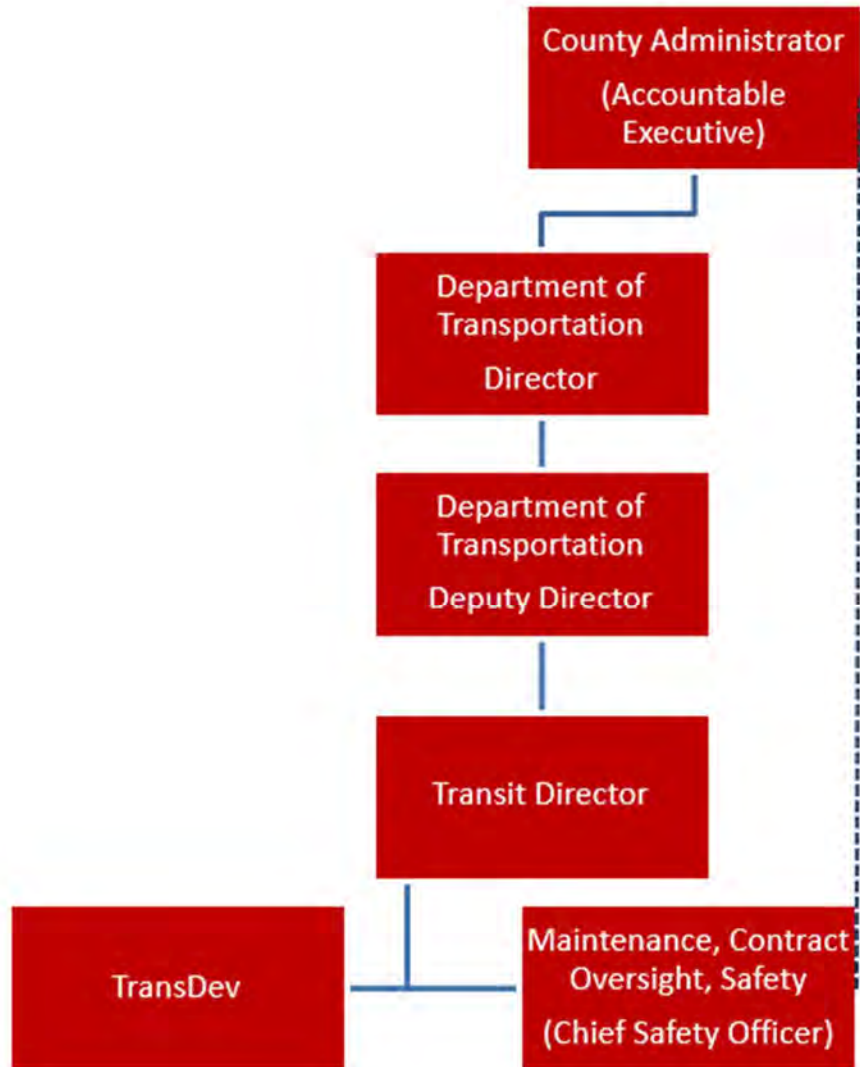 County Administrator
(Accountable
Executive)
Department of
Transportation
Director
Department of
Transportation
Deputy Director
Transit Director
TransDev
Maintenance, Contract
Oversight, Safety
(Chief Safety Officer)